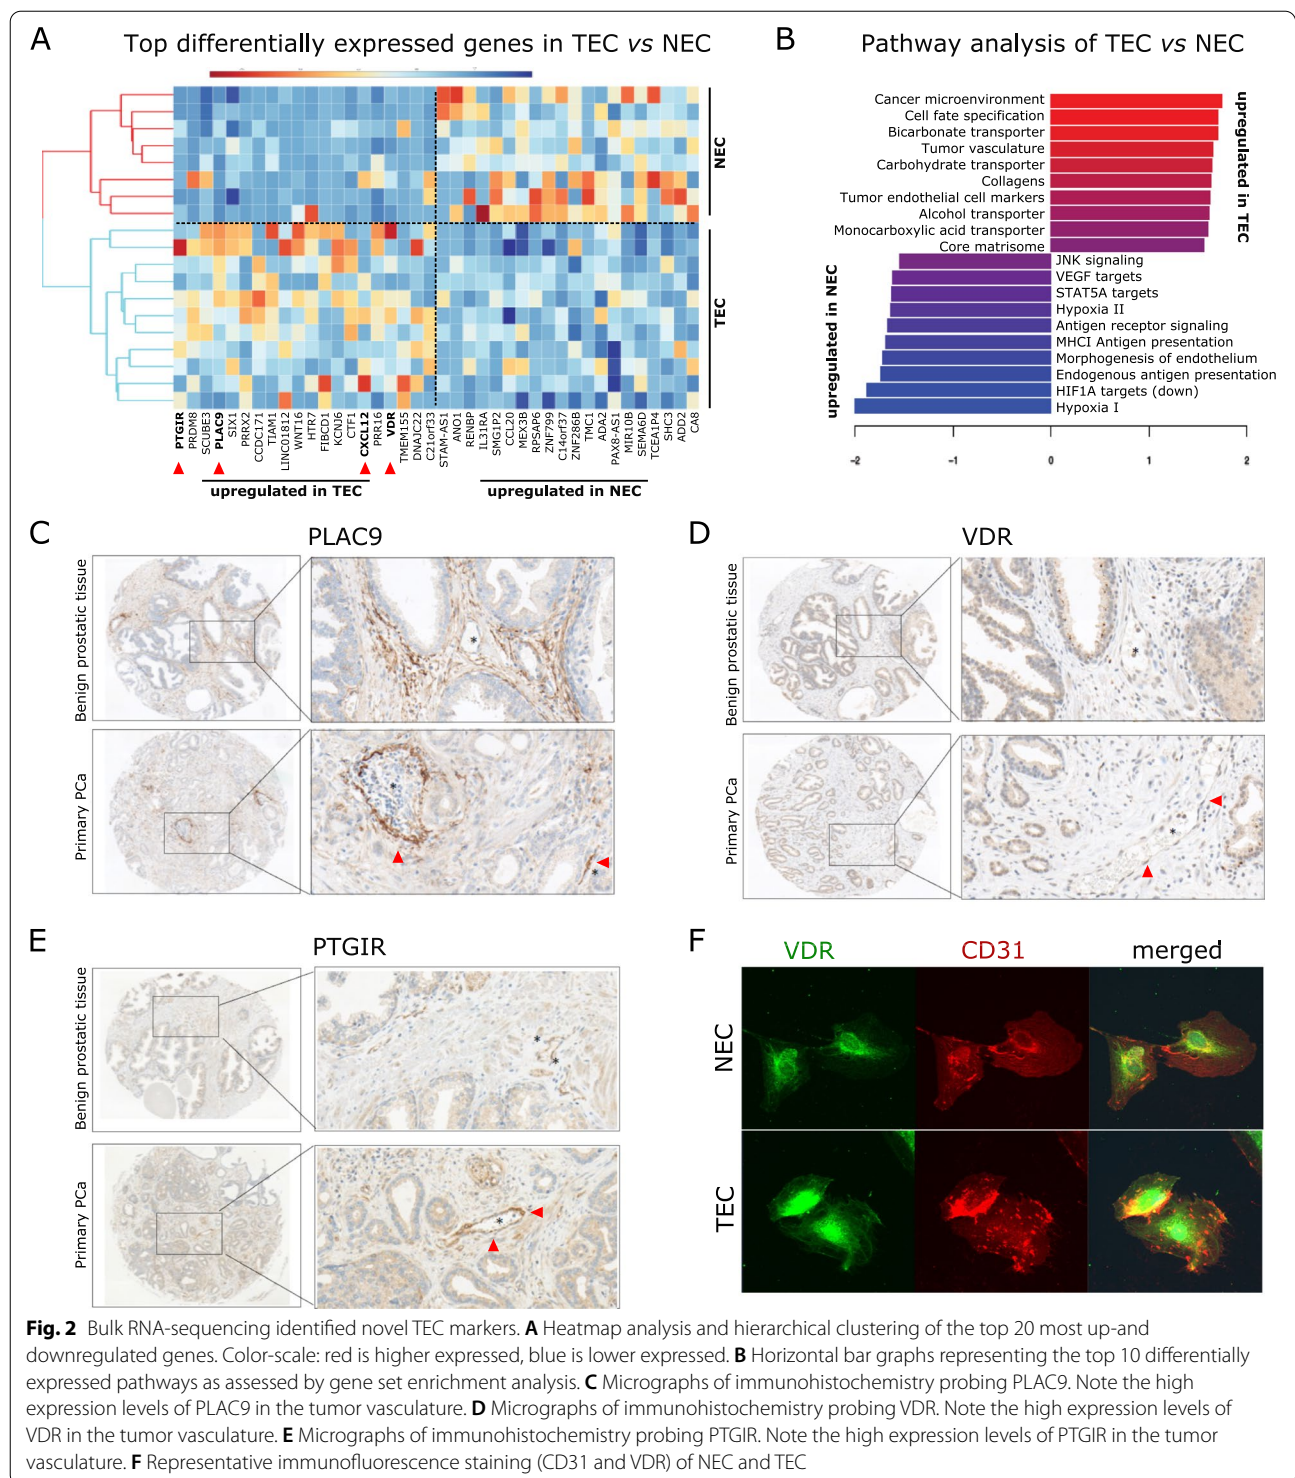 A
Top differentially expressed genes in TEC vs NEC
NEC
TEC
PTGIR
PRDM8
SCUBE3
PLAC9
SIX1
PRRX2
CCDC171
TIAM1
LINC01812
WNT16
HTR7
FIBCD1
KCNJ6
CTF1
CXCL12
PRR16
VDR
TMEM155
DNAJC22
C21orf33
STAM-AS1
ANO1
RENBP
IL31RA
SMG1P2
CCL20
MEX3B
RPSAP6
ZNF799
C14orf37
ZNF286B
TMC1
ADA2
PAX8-AS1
MIR10B
SEMA6D
TCEA1P4
SHC3
ADD2
CA8
upregulated in TEC
upregulated in NEC
B
Pathway analysis of TEC vs NEC
Cancer microenvironment
Cell fate specification
Bicarbonate transporter
Tumor vasculature
Carbohydrate transporter
Collagens
Tumor endothelial cell markers
Alcohol transporter
Monocarboxylic acid transporter
Core matrisome
upregulated in TEC
JNK signaling
VEGF targets
STAT5A targets
Hypoxia II
Antigen receptor signaling
MHCI Antigen presentation
Morphogenesis of endothelium
Endogenous antigen presentation
HIF1A targets (down)
Hypoxia I
upregulated in NEC
-2 -1 0 1 2
C
PLAC9
Benign prostatic tissue
*
Primary PCa
*
*
D
VDR
Benign prostatic tissue
*
Primary PCa
*
E
PTGIR
Benign prostatic tissue
*
*
Primary PCa
*
F
VDR CD31 merged
NEC
TEC
Fig. 2 Bulk RNA-sequencing identified novel TEC markers. A Heatmap analysis and hierarchical clustering of the top 20 most up-and
downregulated genes. Color-scale: red is higher expressed, blue is lower expressed. B Horizontal bar graphs representing the top 10 differentially
expressed pathways as assessed by gene set enrichment analysis. C Micrographs of immunohistochemistry probing PLAC9. Note the high
expression levels of PLAC9 in the tumor vasculature. D Micrographs of immunohistochemistry probing VDR. Note the high expression levels of
VDR in the tumor vasculature. E Micrographs of immunohistochemistry probing PTGIR. Note the high expression levels of PTGIR in the tumor
vasculature. F Representative immunofluorescence staining (CD31 and VDR) of NEC and TEC